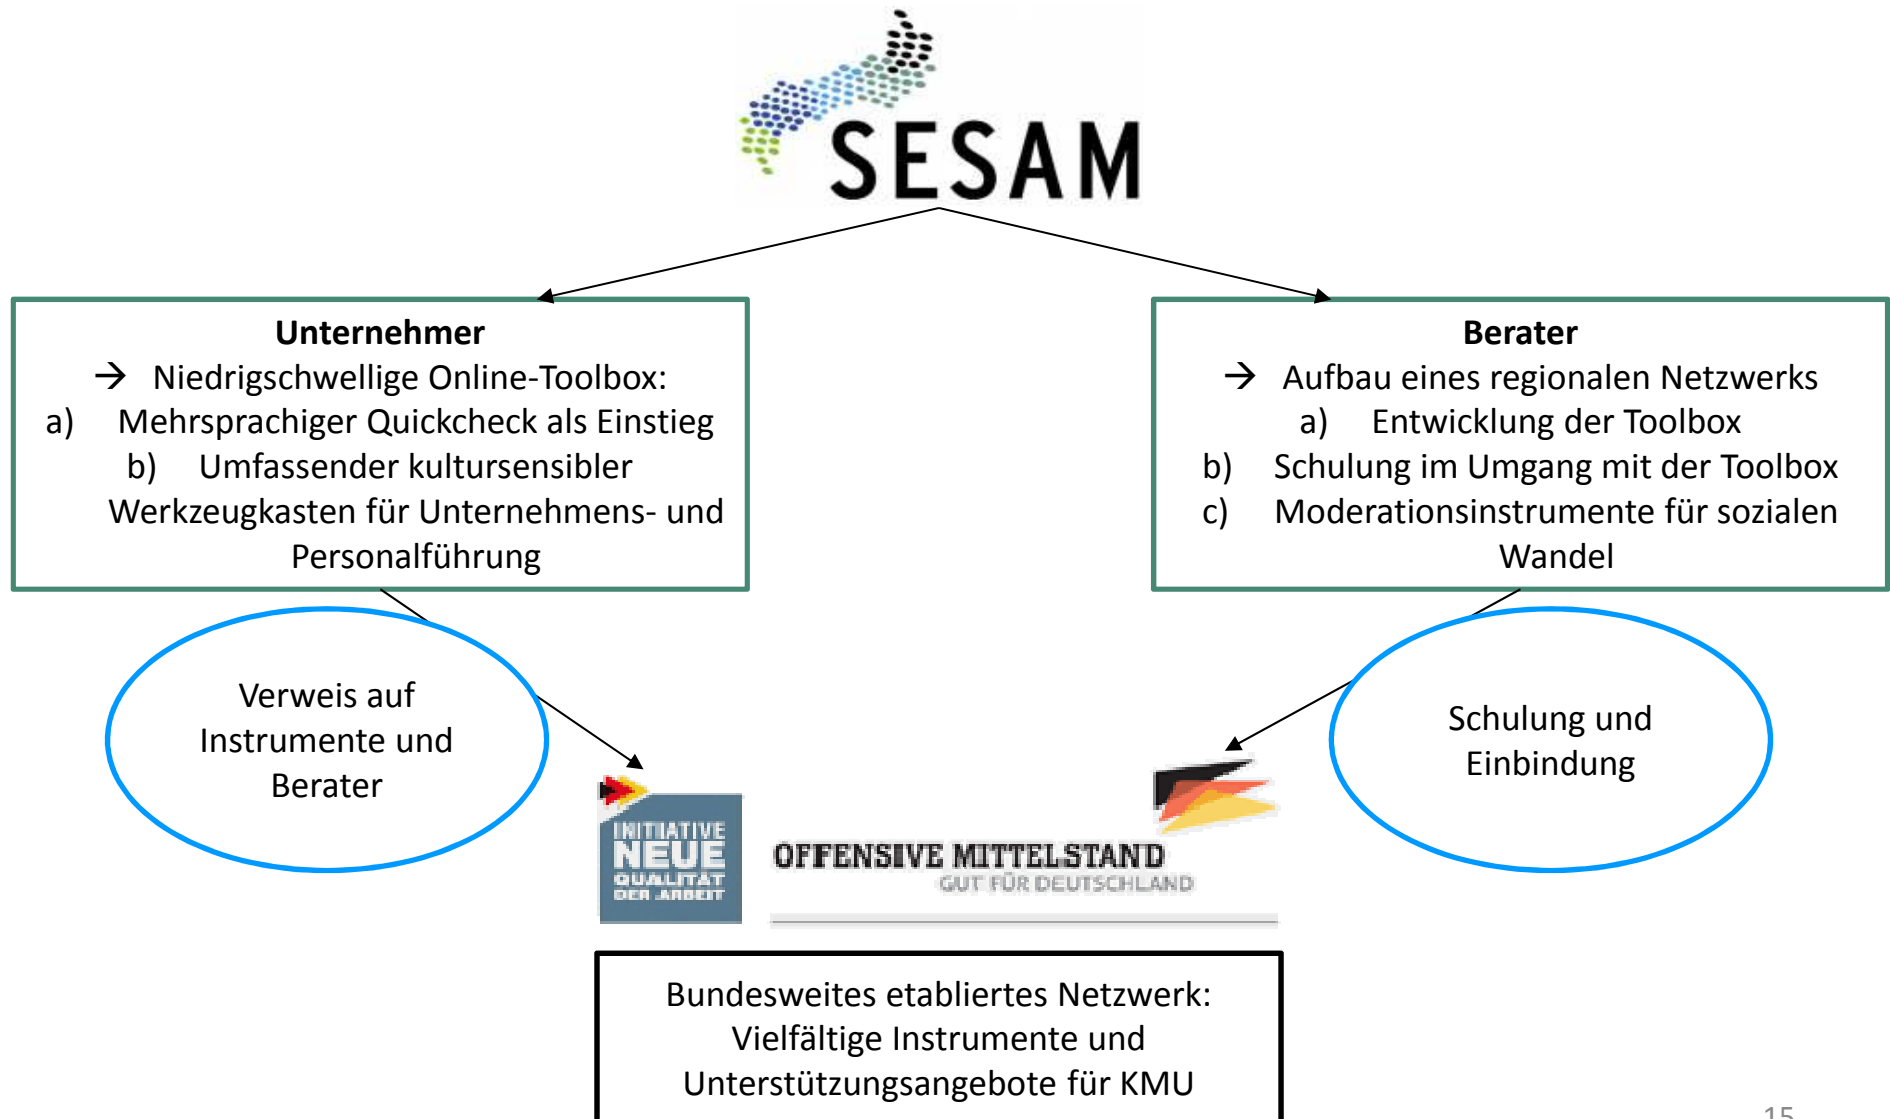 SESAM
Unternehmer
→ Niedrigschwellige Online-Toolbox:
a) Mehrsprachiger Quickcheck als Einstieg
b) Umfassender kultursensibler
Werkzeugkasten für Unternehmens- und
Personalführung
Berater
→ Aufbau eines regionalen Netzwerks
a) Entwicklung der Toolbox
b) Schulung im Umgang mit der Toolbox
c) Moderationsinstrumente für sozialen
Wandel
Verweis auf
Instrumente und
Berater
Schulung und
Einbindung
INITIATIVE
NEUE
QUALITÄT
DER ARBEIT
OFFENSIVE MITTELSTAND
GUT FÜR DEUTSCHLAND
Bundesweites etabliertes Netzwerk:
Vielfältige Instrumente und
Unterstützungsangebote für KMU
15